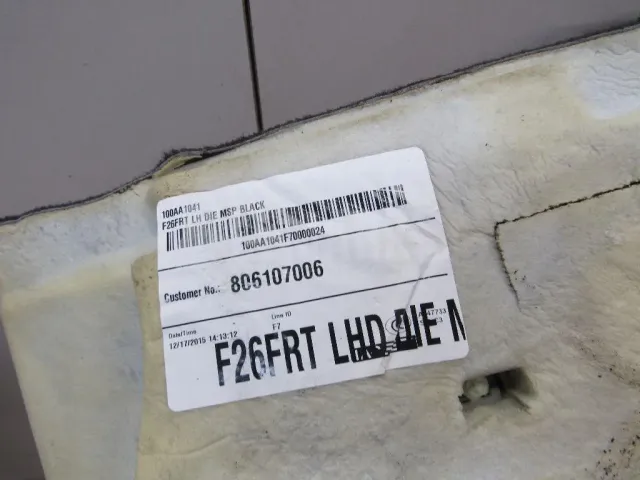 100AA1041
F26FRT LH DIE MSP BLACK
100AA1041F70000024
Customer No.: 806107006
Date/Time
12/17/2015 14:13:12
Line ID
F7
F26FRT LHD DIE M